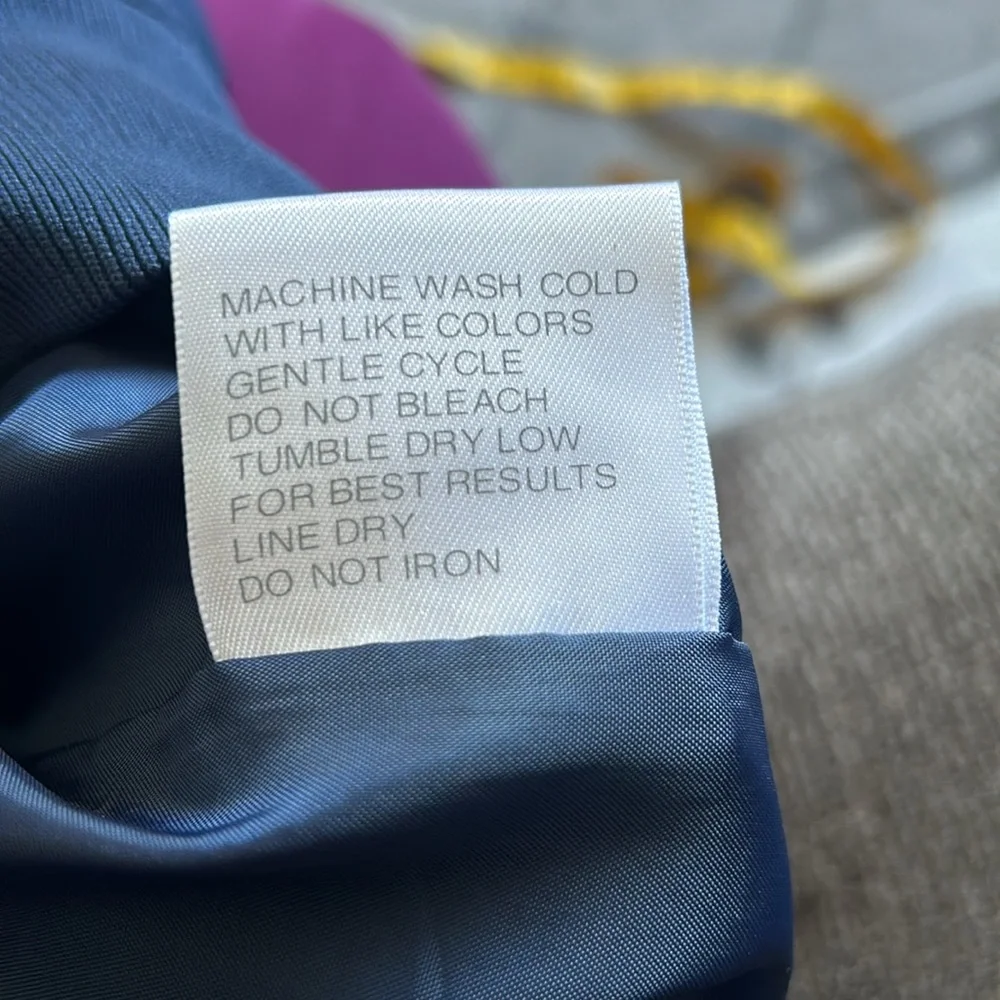 MACHINE WASH COLD
WITH LIKE COLORS
GENTLE CYCLE
DO NOT BLEACH
TUMBLE DRY LOW
FOR BEST RESULTS
LINE DRY
DO NOT IRON